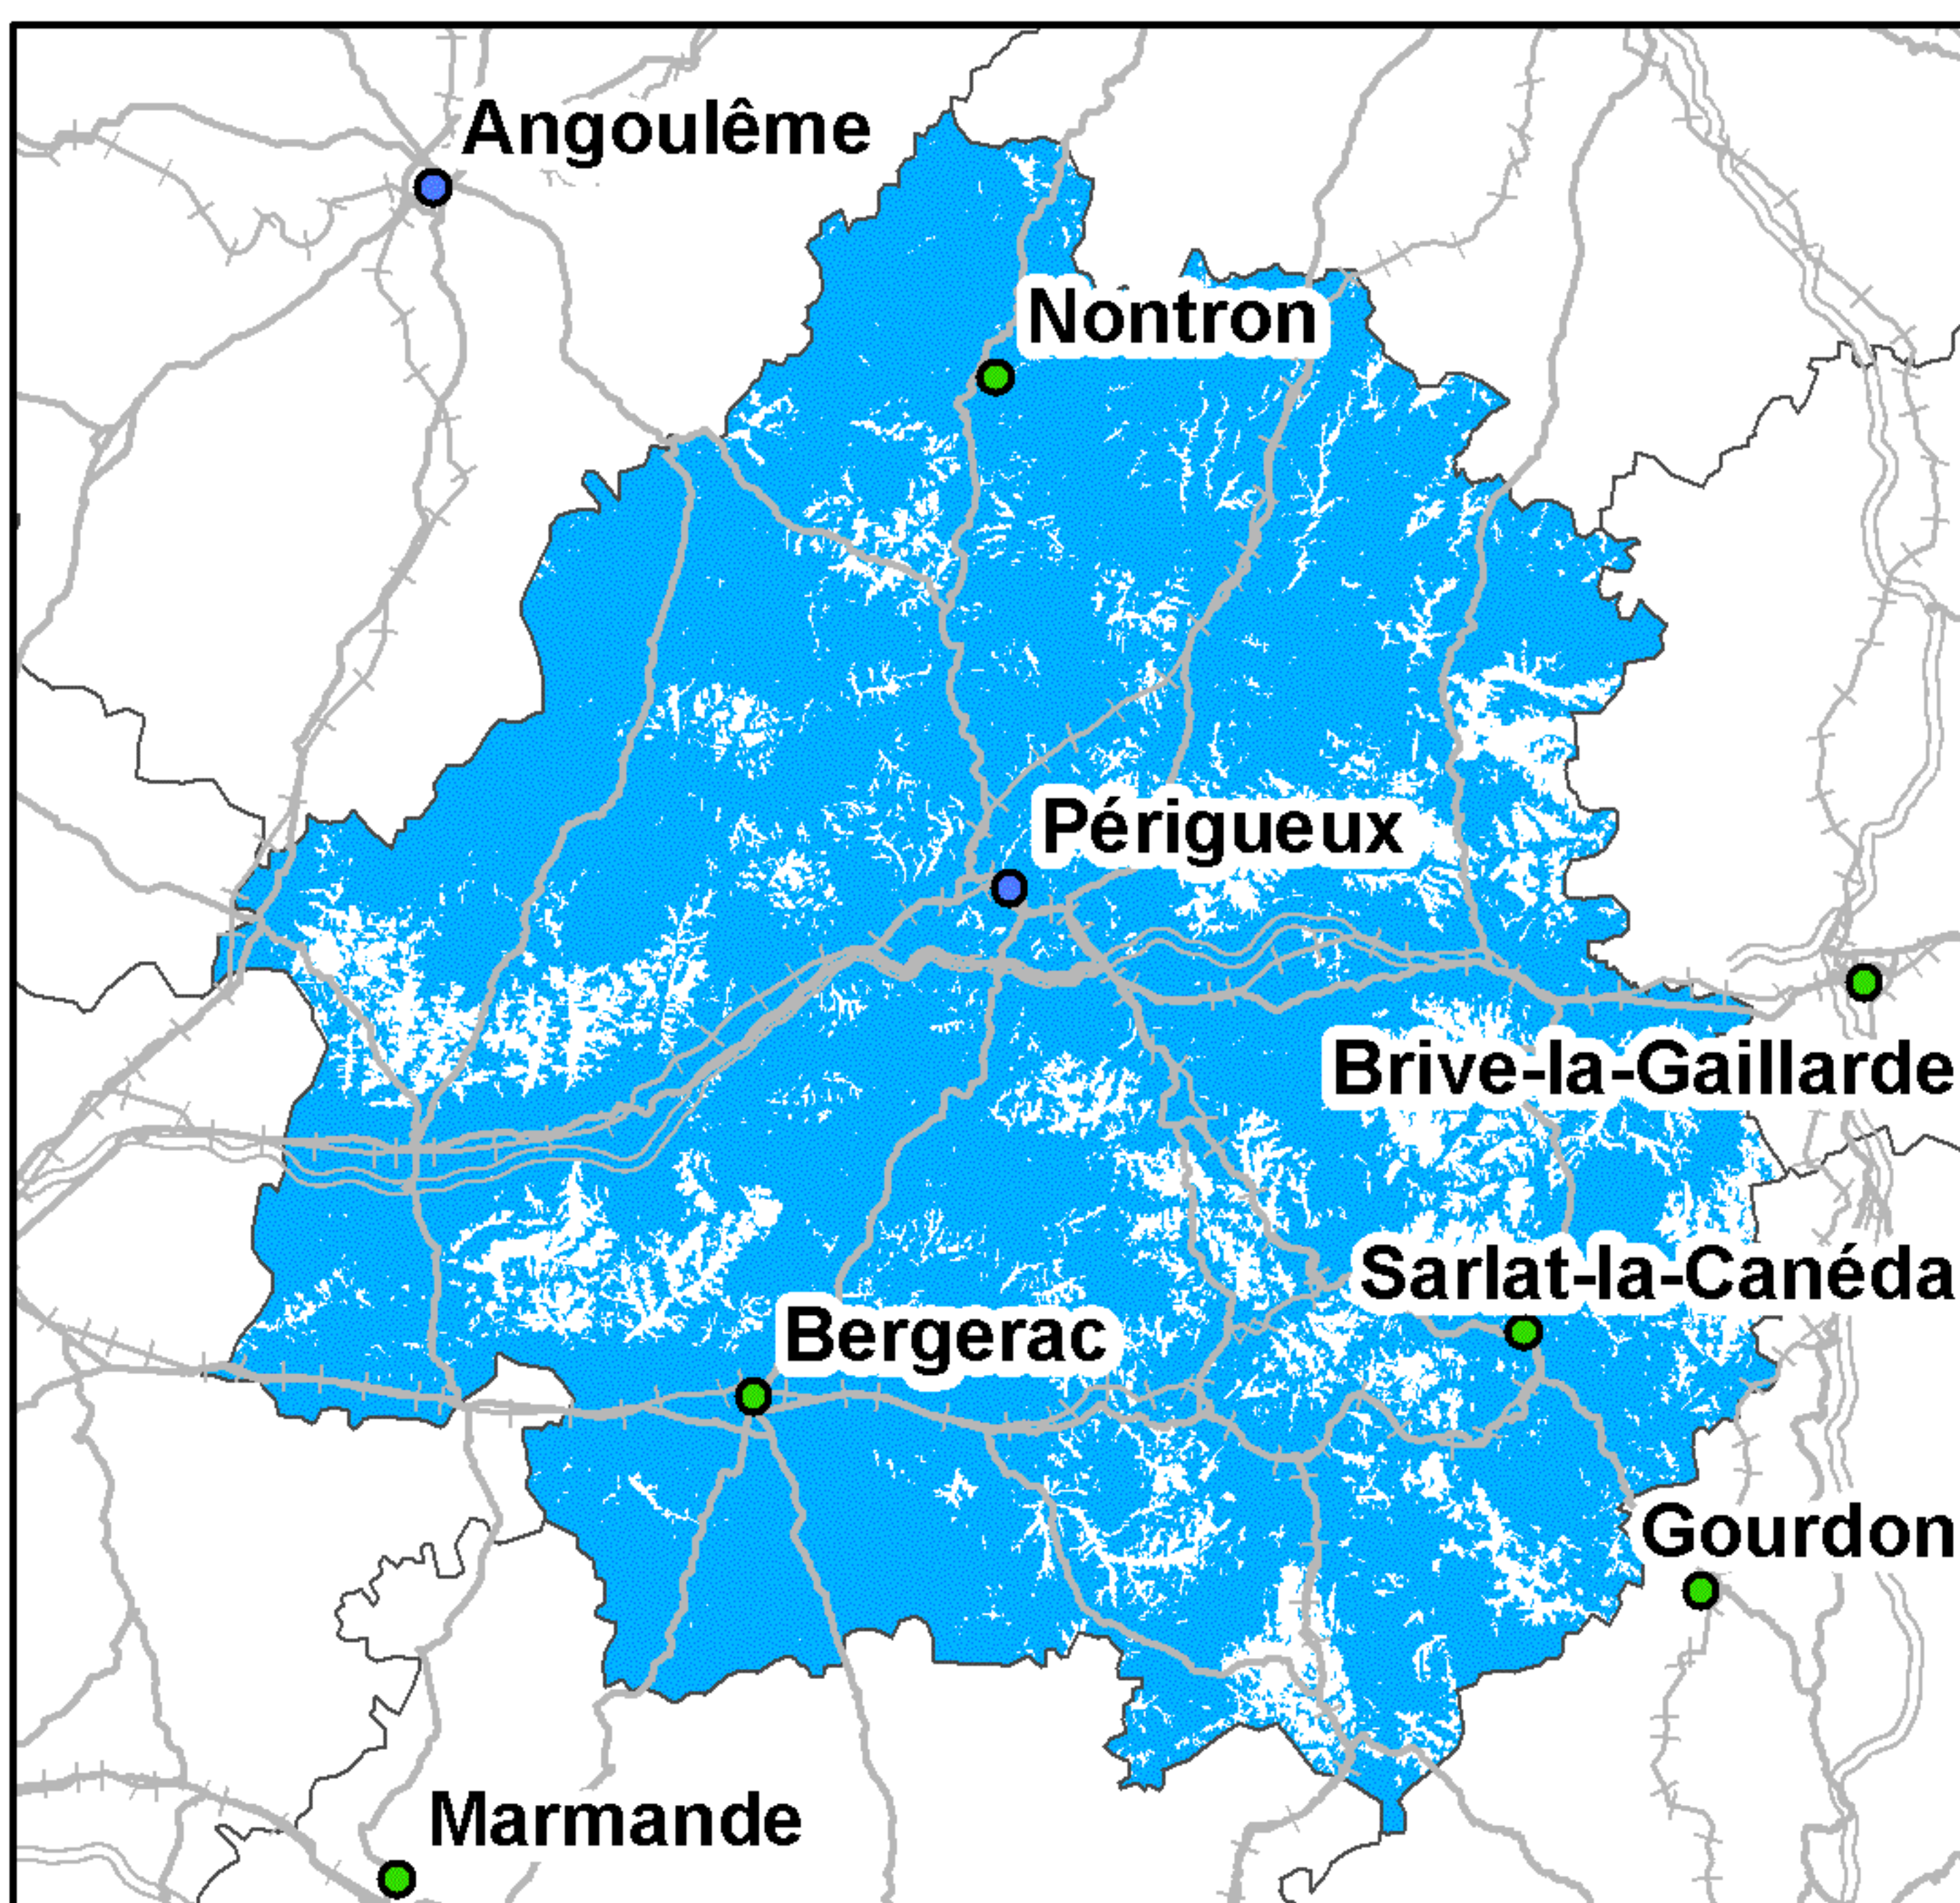 Angoulême
Nontron
Périgueux
Brive-la-Gaillarde
Sarlat-la-Canéda
Bergerac
Gourdon
Marmande